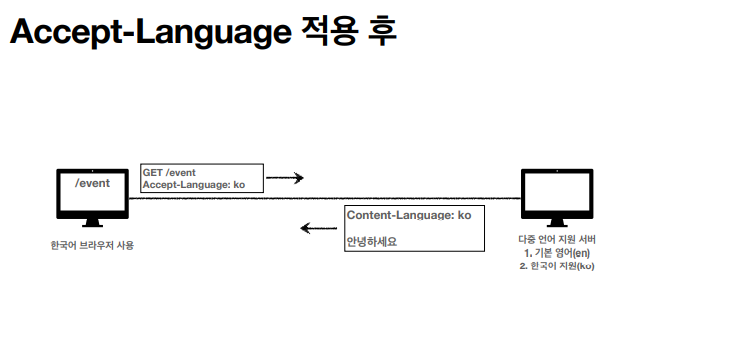 Accept-Language 적용 후
/event
GET /event
Accept-Language: ko
Content-Language: ko
안녕하세요
한국어 브라우저 사용
다중 언어 지원 서버
1. 기본 영어(en)
2. 한국어 지원(ko)